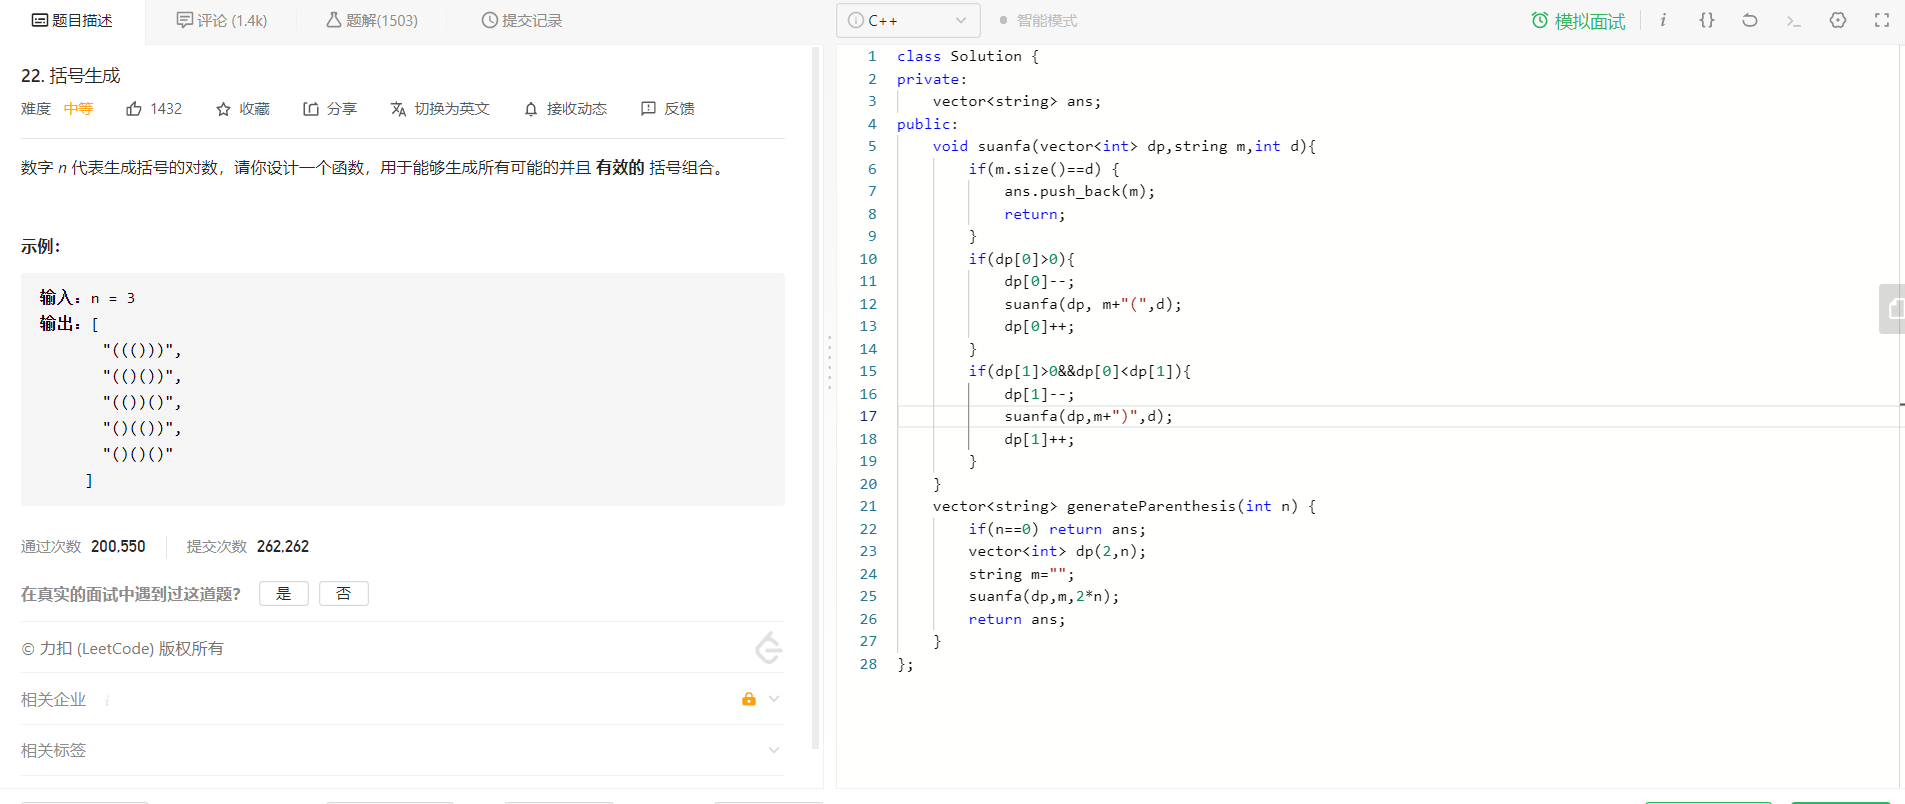 题目描述
评论 (1.4k)
题解(1503)
提交记录
C++
智能模式
模拟面试
22. 括号生成
难度 中等 1432 收藏 分享 切换为英文 接收动态 反馈
数字 n 代表生成括号的对数，请你设计一个函数，用于能够生成所有可能的并且 有效的 括号组合。
示例：
输入：n = 3
输出：[
"((()))",
"(()())",
"(())()",
"()(())",
"()()()"
]
通过次数 200,550 提交次数 262,262
在真实的面试中遇到过这道题？ 是 否
© 力扣 (LeetCode) 版权所有
相关企业 i
相关标签
1 class Solution {
2 private:
3 vector<string> ans;
4 public:
5 void suanfa(vector<int> dp,string m,int d){
6 if(m.size()==d) {
7 ans.push_back(m);
8 return;
9 }
10 if(dp[0]>0){
11 dp[0]--;
12 suanfa(dp, m+"(",d);
13 dp[0]++;
14 }
15 if(dp[1]>0&&dp[0]<dp[1]){
16 dp[1]--;
17 suanfa(dp,m+")",d);
18 dp[1]++;
19 }
20 }
21 vector<string> generateParenthesis(int n) {
22 if(n==0) return ans;
23 vector<int> dp(2,n);
24 string m="";
25 suanfa(dp,m,2*n);
26 return ans;
27 }
28 };